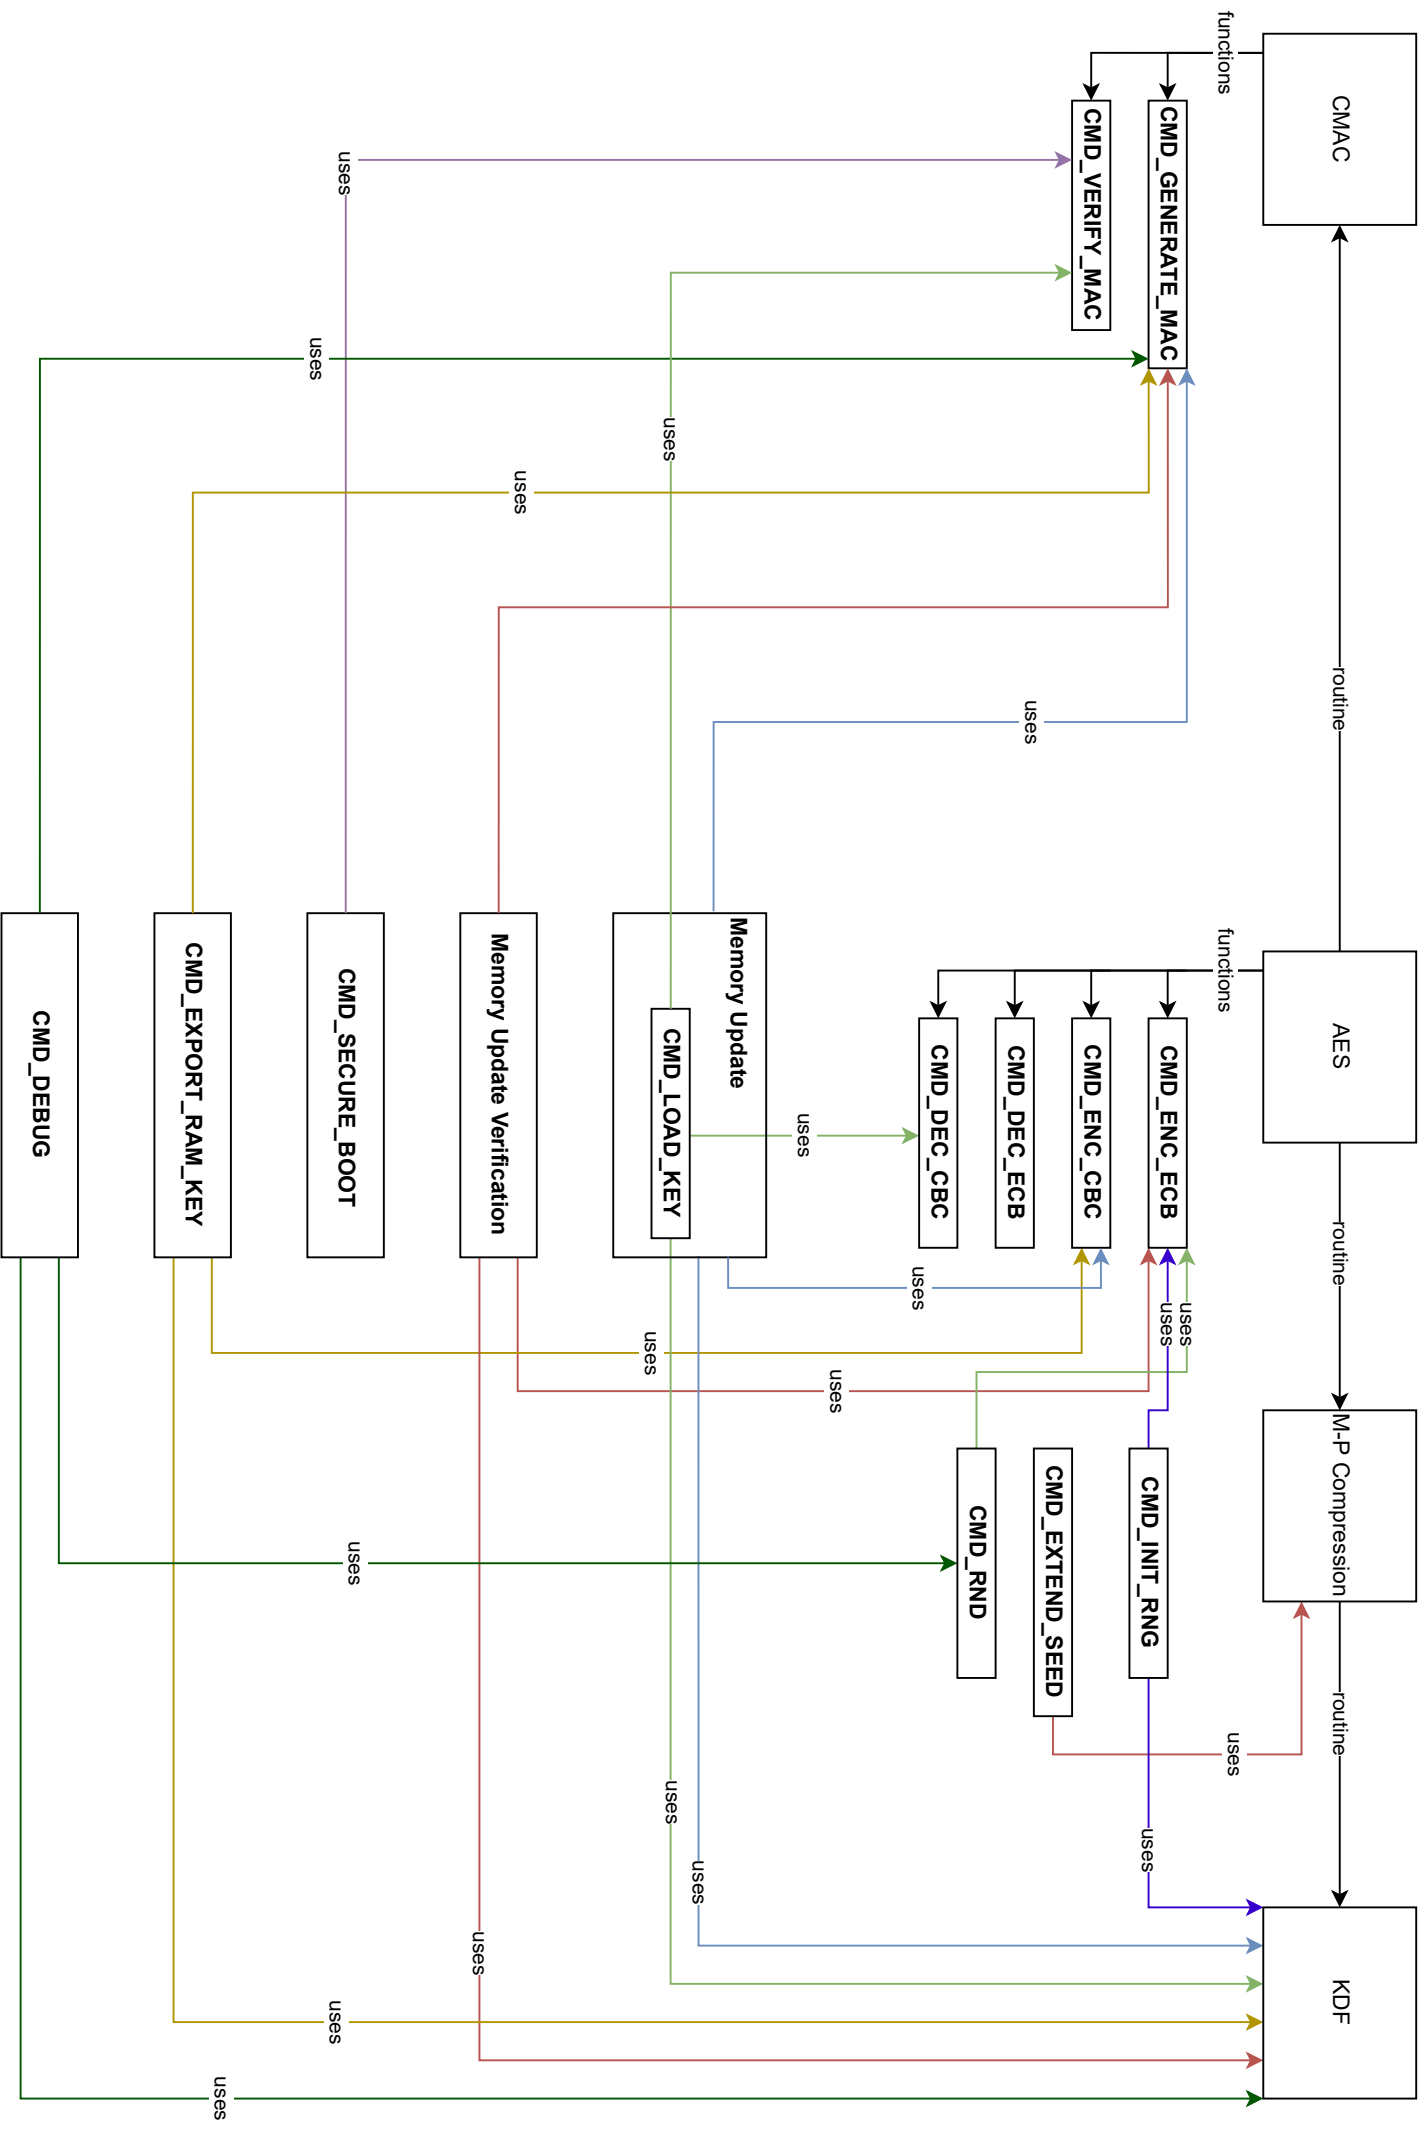 CMAC
routine
AES
routine
M-P Compression
routine
KDF
functions
functions
CMD_GENERATE_MAC
CMD_ENC_ECB
uses
uses
CMD_INIT_RNG
uses
uses
CMD_VERIFY_MAC
CMD_ENC_CBC
CMD_EXTEND_SEED
uses
CMD_DEC_ECB
CMD_DEC_CBC
CMD_RND
uses
uses
uses
Memory Update
uses
uses
CMD_LOAD_KEY
uses
uses
uses
Memory Update Verification
uses
uses
CMD_SECURE_BOOT
uses
uses
uses
CMD_EXPORT_RAM_KEY
uses
uses
CMD_DEBUG